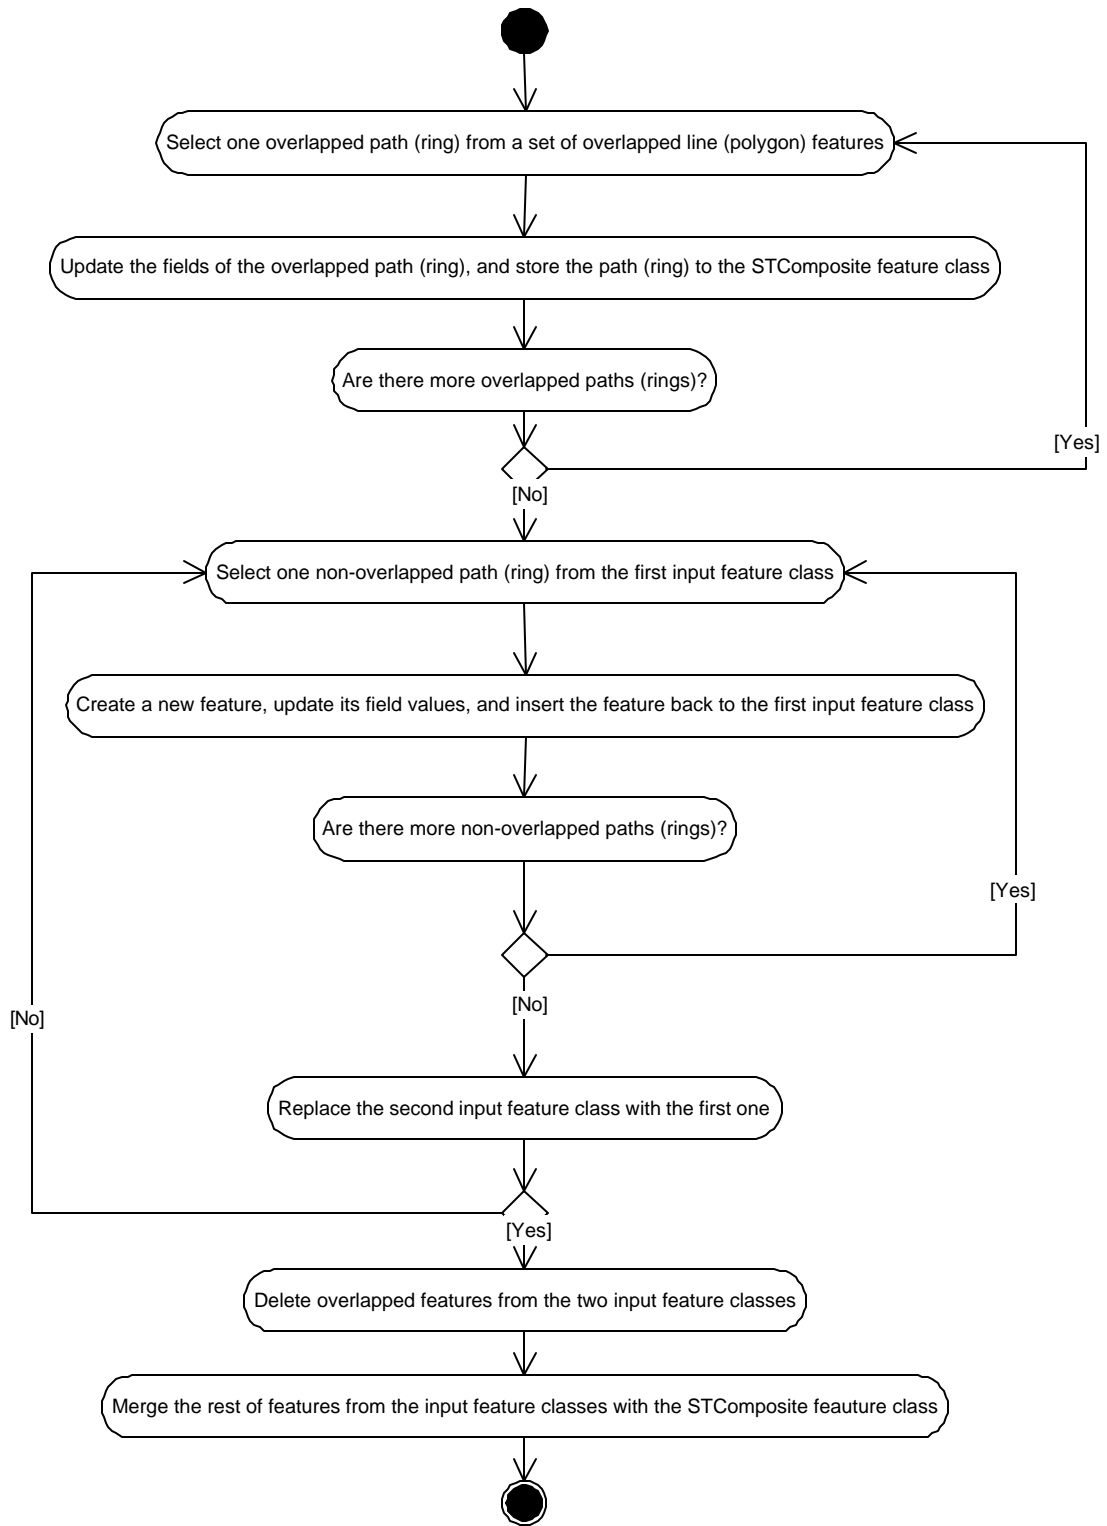 Select one overlapped path (ring) from a set of overlapped line (polygon) features
Update the fields of the overlapped path (ring), and store the path (ring) to the STComposite feature class
Are there more overlapped paths (rings)?
[Yes]
[No]
Select one non-overlapped path (ring) from the first input feature class
Create a new feature, update its field values, and insert the feature back to the first input feature class
Are there more non-overlapped paths (rings)?
[Yes]
[No]
[No]
Replace the second input feature class with the first one
[Yes]
Delete overlapped features from the two input feature classes
Merge the rest of features from the input feature classes with the STComposite feauture class